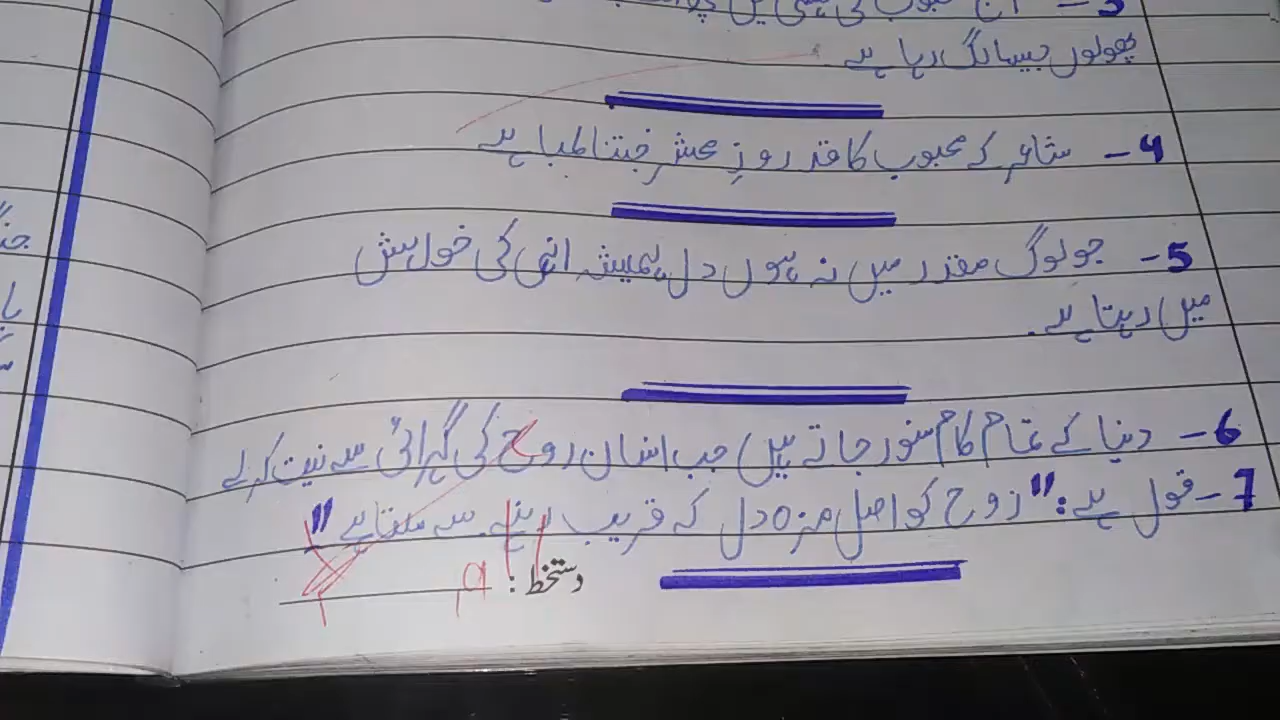 3-
پھولوں جیسا لگ رہا ہے
4- شاعر کے محبوب کا قد روزِ محشر جتنا لمبا ہے
5- جو لوگ مقدر میں نہ ہوں دل ہمیشہ انہی کی خواہش
میں رہتا ہے۔
6- دنیا کے تمام کام سنور جاتے ہیں جب انسان روح کی گہرائی سے نیت کر لے
7- قول ہے: "روح کو اصل مزہ دل کے قریب رہنے سے ملتا ہے"
دستخط: